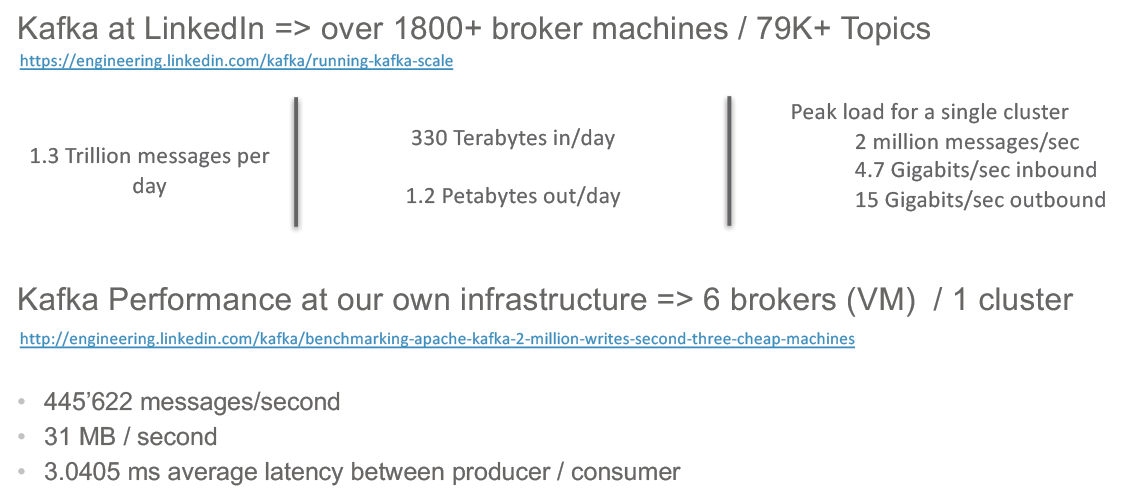 Kafka at LinkedIn => over 1800+ broker machines / 79K+ Topics
https://engineering.linkedin.com/kafka/running-kafka-scale
1.3 Trillion messages per
day
330 Terabytes in/day
1.2 Petabytes out/day
Peak load for a single cluster
2 million messages/sec
4.7 Gigabits/sec inbound
15 Gigabits/sec outbound
Kafka Performance at our own infrastructure => 6 brokers (VM) / 1 cluster
http://engineering.linkedin.com/kafka/benchmarking-apache-kafka-2-million-writes-second-three-cheap-machines
• 445’622 messages/second
• 31 MB / second
• 3.0405 ms average latency between producer / consumer